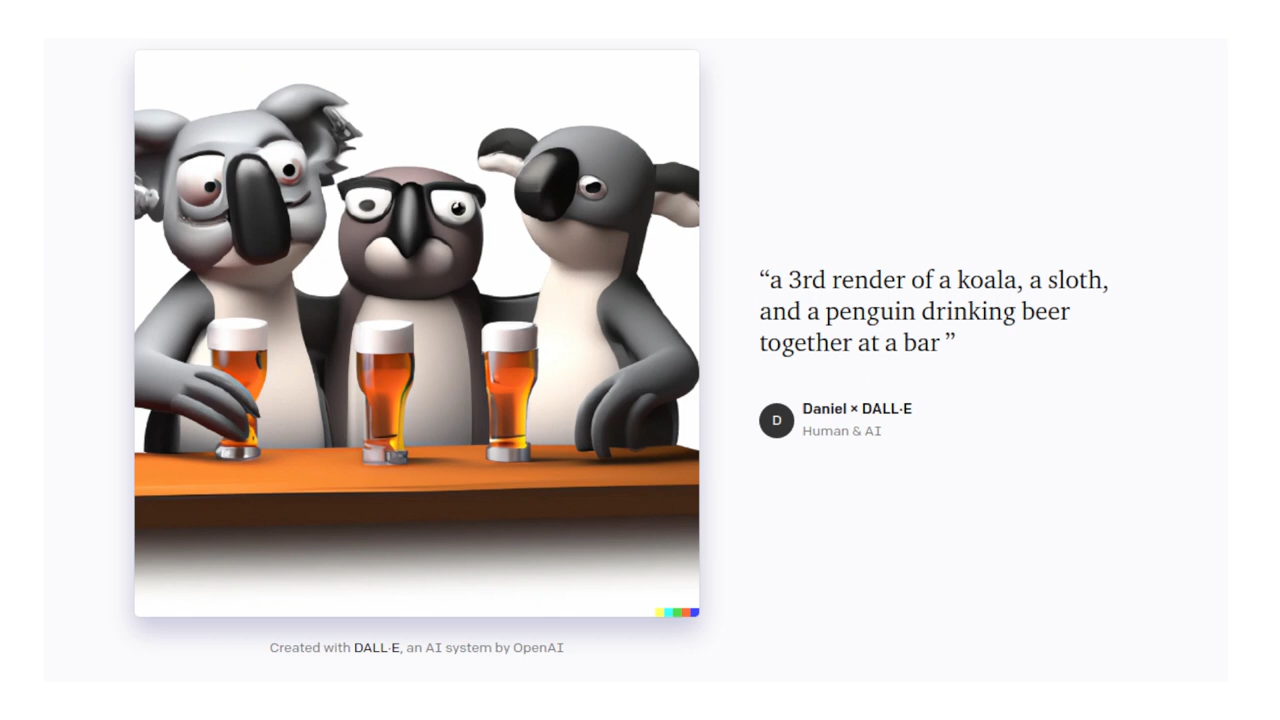 “a 3rd render of a koala, a sloth,
and a penguin drinking beer
together at a bar ”
D
Daniel × DALL·E
Human & AI
Created with DALL·E, an AI system by OpenAI